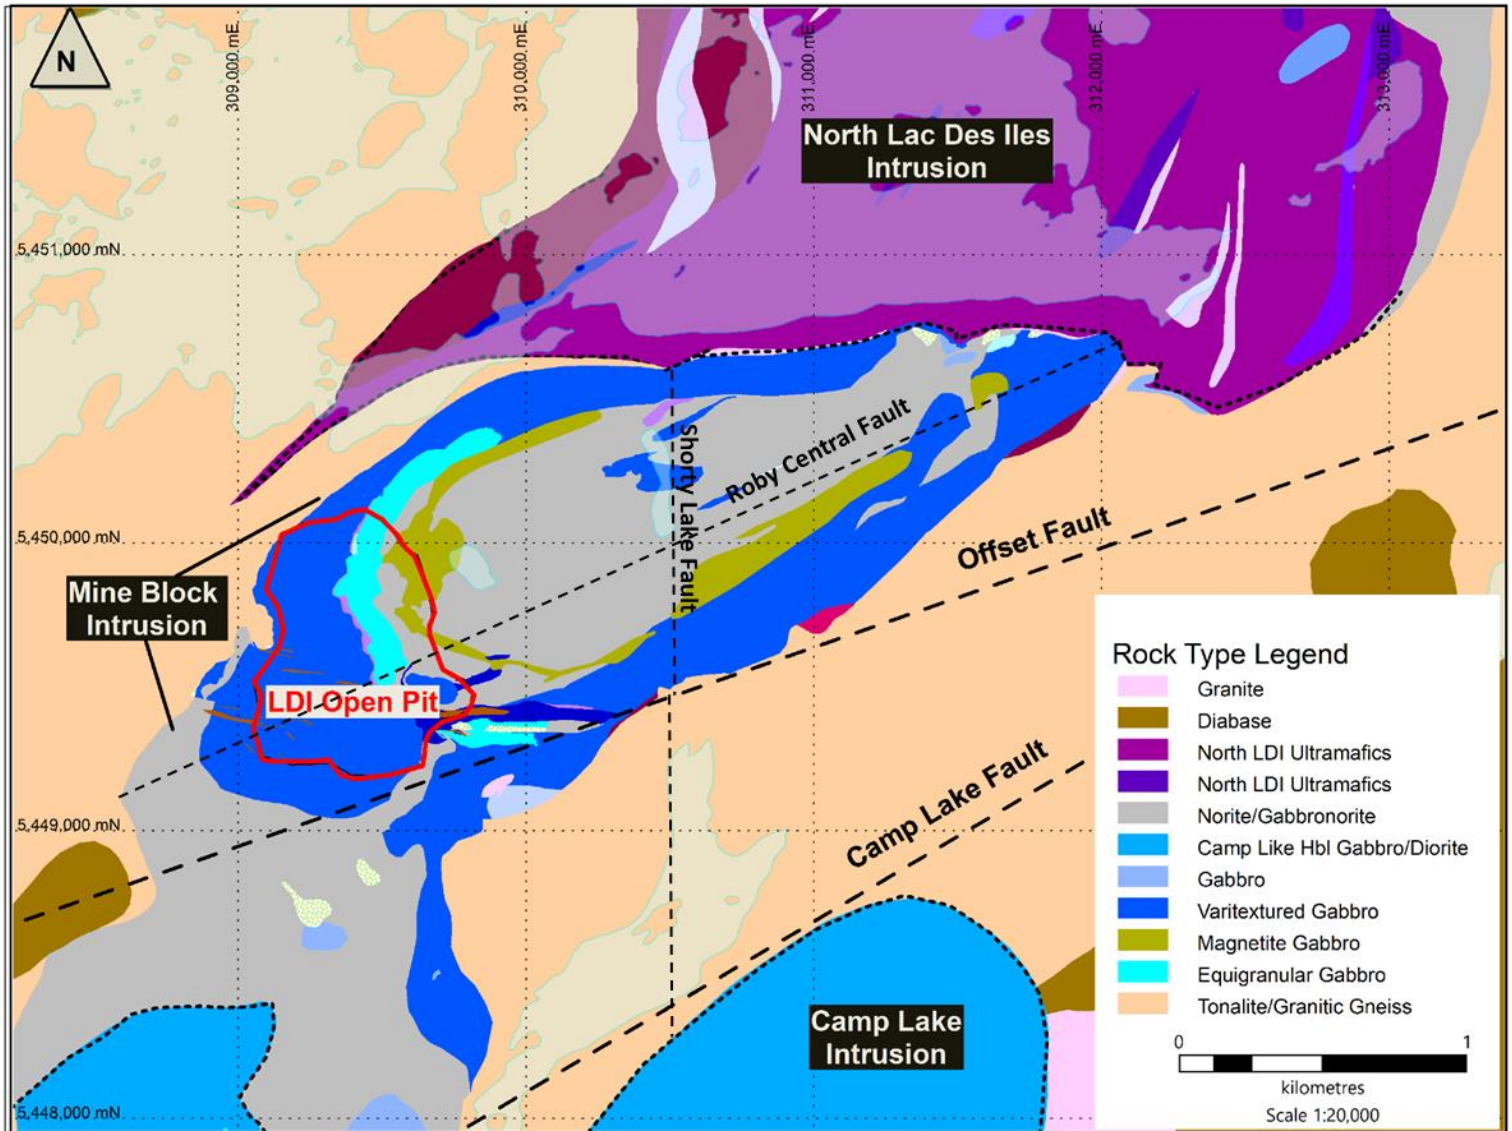 N
309,000 mE
310,000 mE
311,000 mE
312,000 mE
313,000 mE
North Lac Des Iles
Intrusion
5,451,000 mN
Shorty Lake Fault
Roby Central Fault
5,450,000 mN
Offset Fault
Mine Block
Intrusion
LDI Open Pit
5,449,000 mN
Camp Lake Fault
Camp Lake
Intrusion
5,448,000 mN
Rock Type Legend
Granite
Diabase
North LDI Ultramafics
North LDI Ultramafics
Norite/Gabbronorite
Camp Like Hbl Gabbro/Diorite
Gabbro
Varitextured Gabbro
Magnetite Gabbro
Equigranular Gabbro
Tonalite/Granitic Gneiss
0 1
kilometres
Scale 1:20,000